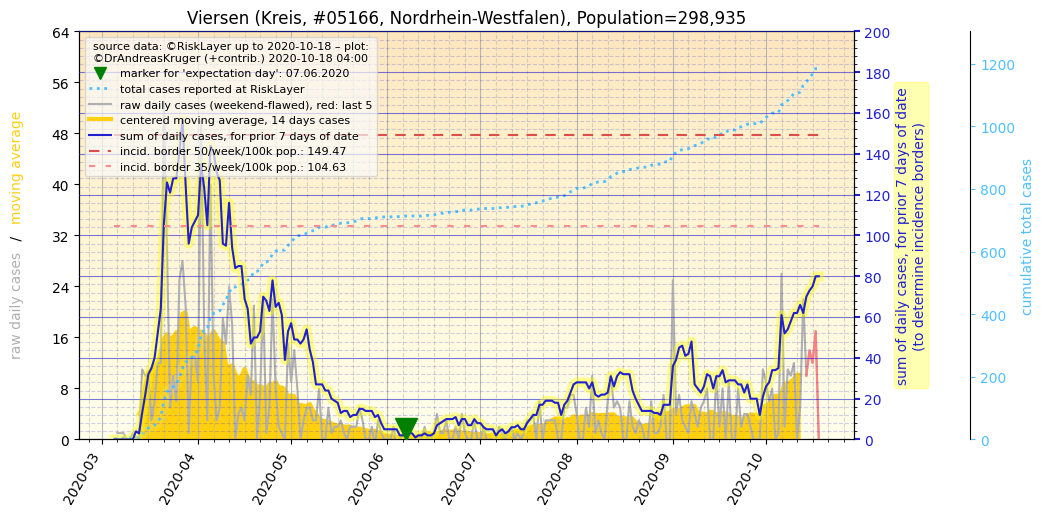 Viersen (Kreis, #05166, Nordrhein-Westfalen), Population=298,935
source data: ©RiskLayer up to 2020-10-18 – plot:
©DrAndreasKruger (+contrib.) 2020-10-18 04:00
marker for 'expectation day': 07.06.2020
total cases reported at RiskLayer
raw daily cases (weekend-flawed), red: last 5
centered moving average, 14 days cases
sum of daily cases, for prior 7 days of date
incid. border 50/week/100k pop.: 149.47
incid. border 35/week/100k pop.: 104.63
raw daily cases / moving average
64
56
48
40
32
24
16
8
0
200
180
160
140
120
100
80
60
40
20
0
sum of daily cases, for prior 7 days of date
(to determine incidence borders)
1200
1000
800
600
400
200
0
cumulative total cases
2020-03
2020-04
2020-05
2020-06
2020-07
2020-08
2020-09
2020-10